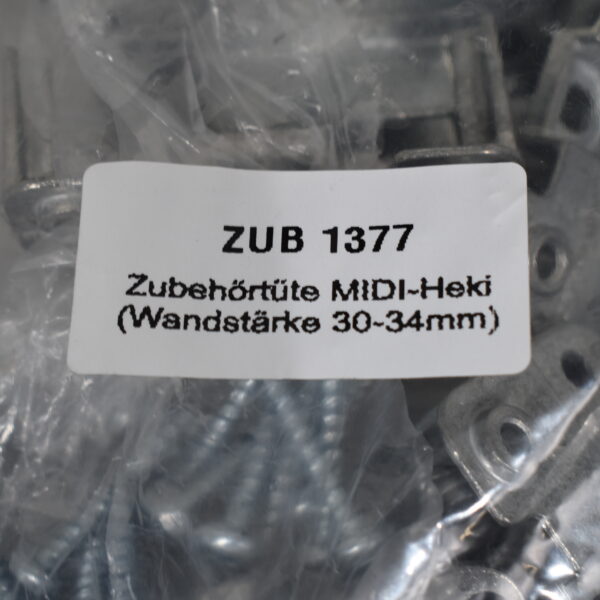 ZUB 1377
Zubehörtüte MIDI-Heki
(Wandstärke 30-34mm)